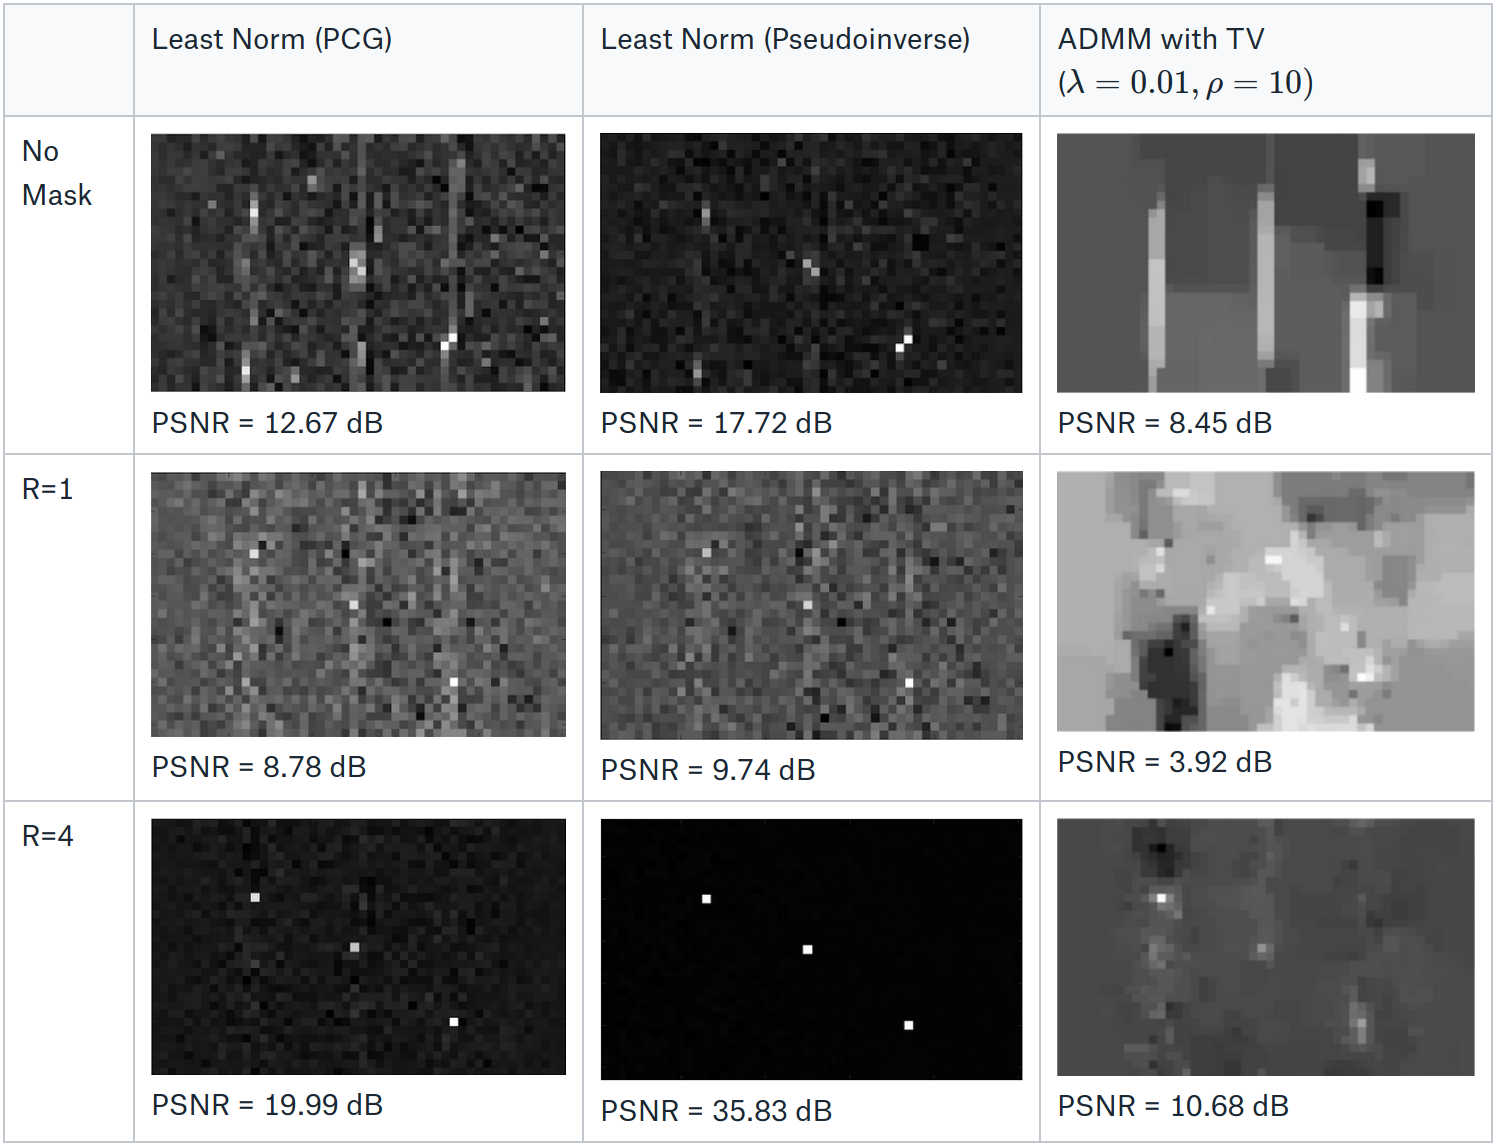 Least Norm (PCG)
Least Norm (Pseudoinverse)
ADMM with TV
(λ = 0.01, ρ = 10)
No
Mask
PSNR = 12.67 dB
PSNR = 17.72 dB
PSNR = 8.45 dB
R=1
PSNR = 8.78 dB
PSNR = 9.74 dB
PSNR = 3.92 dB
R=4
PSNR = 19.99 dB
PSNR = 35.83 dB
PSNR = 10.68 dB